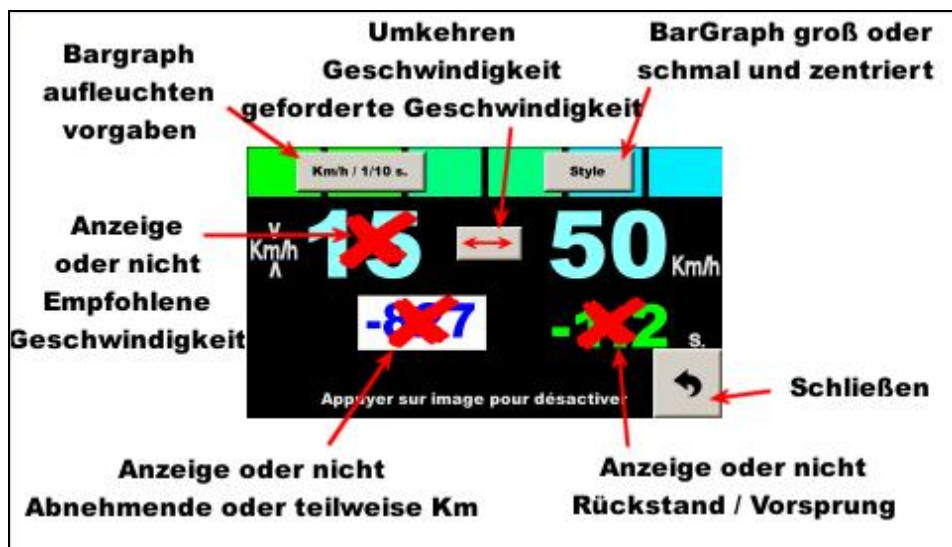 Bargraph
aufleuchten
vorgaben
Umkehren
Geschwindigkeit
geforderte Geschwindigkeit
BarGraph groß oder
schmal und zentriert
Km/h / 1/10 s.
Style
Anzeige
oder nicht
Empfohlene
Geschwindigkeit
Km/h
15
50 Km/h
S.
Appuyer sur image pour désactiver
Schließen
Anzeige oder nicht
Abnehmende oder teilweise Km
Anzeige oder nicht
Rückstand / Vorsprung